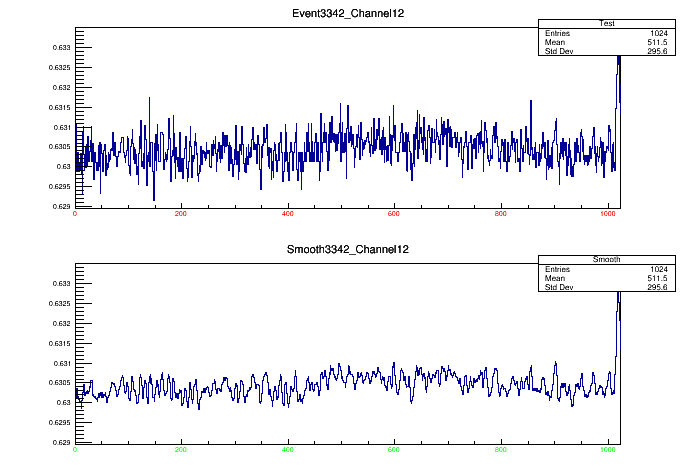 Event3342_Channel12
Test
Entries 1024
Mean 511.5
Std Dev 295.6
0.633
0.6325
0.632
0.6315
0.631
0.6305
0.63
0.6295
0.629
0 200 400 600 800 1000
Smooth3342_Channel12
Smooth
Entries 1024
Mean 511.5
Std Dev 295.6
0.633
0.6325
0.632
0.6315
0.631
0.6305
0.63
0.6295
0.629
0 200 400 600 800 1000